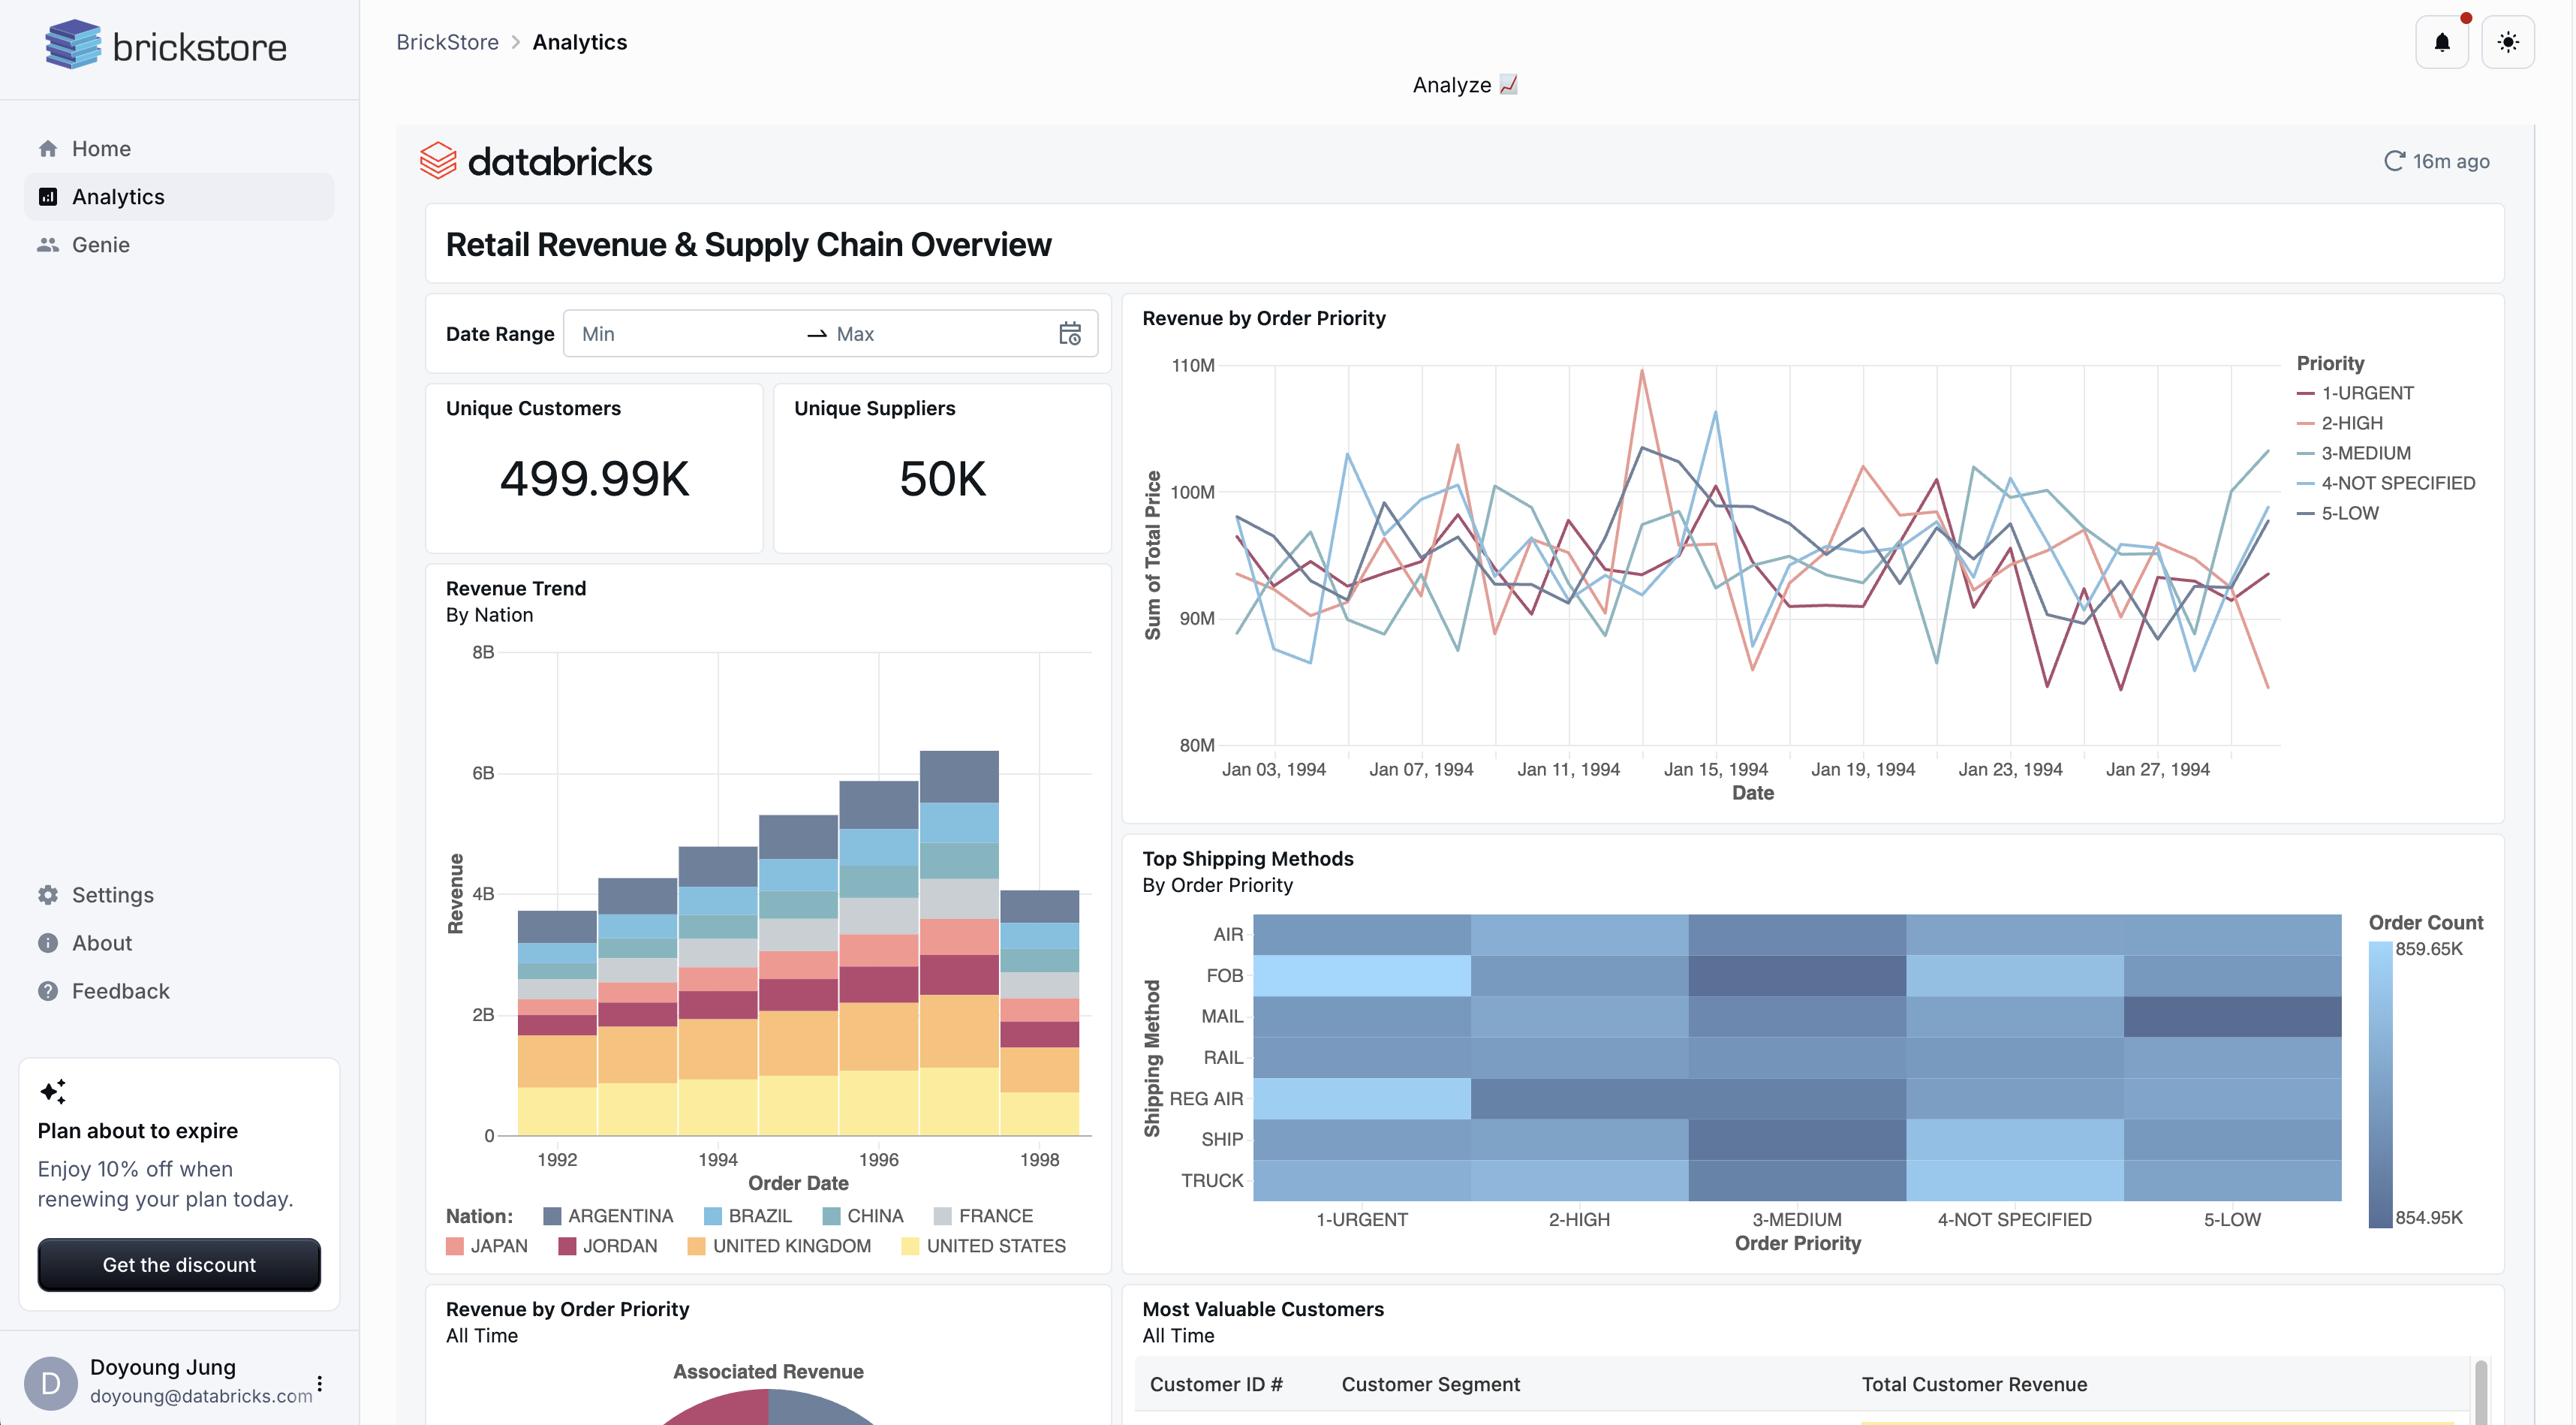 brickstore
BrickStore > Analytics
Analyze
Home
Analytics
Genie
Settings
About
Feedback
Plan about to expire
Enjoy 10% off when
renewing your plan today.
Get the discount
D
Doyoung Jung
doyoung@databricks.com
databricks
16m ago
Retail Revenue & Supply Chain Overview
Date Range
Min
Max
Unique Customers
499.99K
Unique Suppliers
50K
Revenue Trend
By Nation
8B
6B
4B
2B
0
Revenue
1992
1994
1996
1998
Order Date
Nation:
ARGENTINA
BRAZIL
CHINA
FRANCE
JAPAN
JORDAN
UNITED KINGDOM
UNITED STATES
Revenue by Order Priority
110M
100M
90M
80M
Sum of Total Price
Jan 03, 1994
Jan 07, 1994
Jan 11, 1994
Jan 15, 1994
Jan 19, 1994
Jan 23, 1994
Jan 27, 1994
Date
Priority
1-URGENT
2-HIGH
3-MEDIUM
4-NOT SPECIFIED
5-LOW
Top Shipping Methods
By Order Priority
Shipping Method
AIR
FOB
MAIL
RAIL
REG AIR
SHIP
TRUCK
1-URGENT
2-HIGH
3-MEDIUM
4-NOT SPECIFIED
5-LOW
Order Priority
Order Count
859.65K
854.95K
Revenue by Order Priority
All Time
Associated Revenue
Most Valuable Customers
All Time
Customer ID #
Customer Segment
Total Customer Revenue